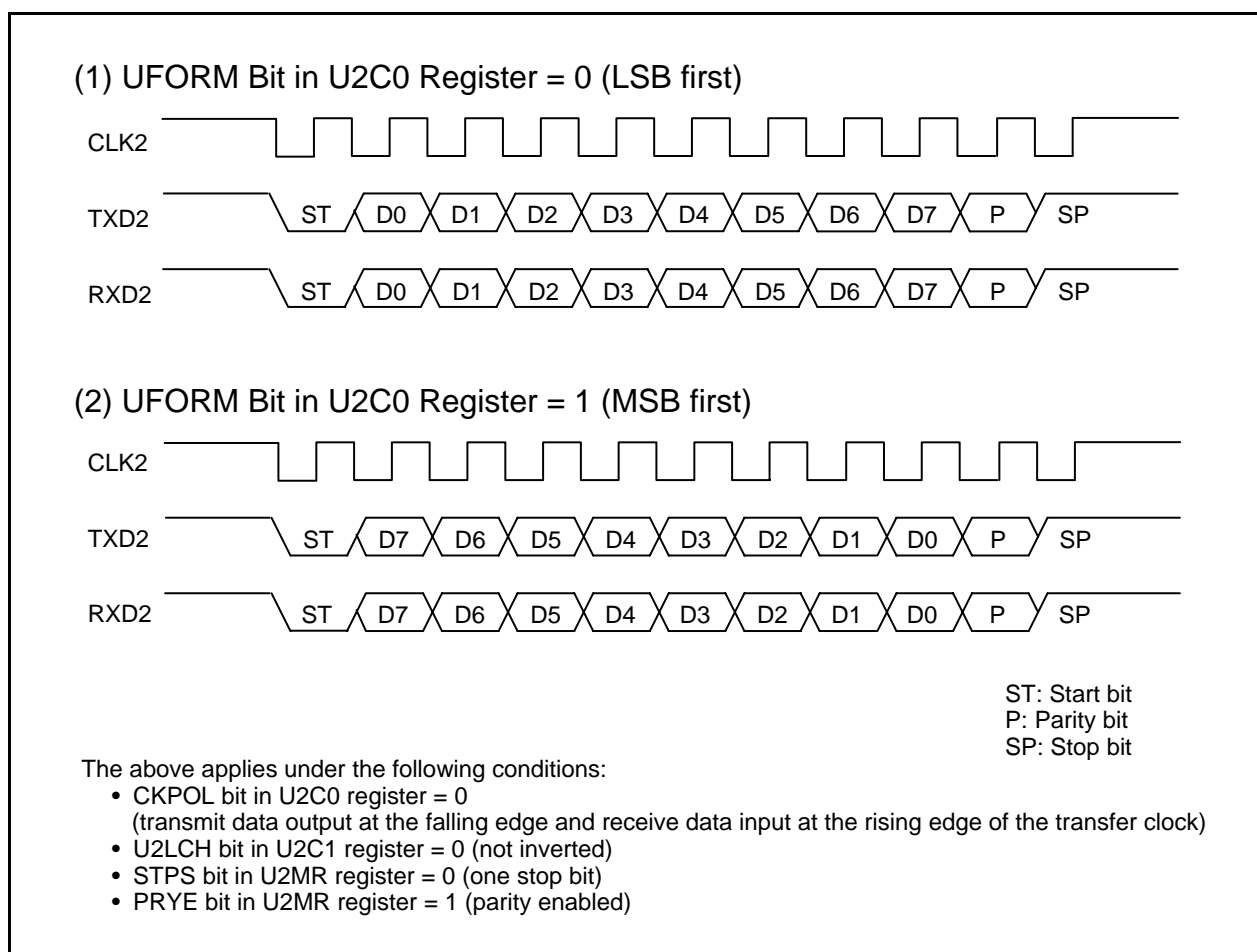 (1) UFORM Bit in U2C0 Register = 0 (LSB first)
CLK2
TXD2 ST D0 D1 D2 D3 D4 D5 D6 D7 P SP
RXD2 ST D0 D1 D2 D3 D4 D5 D6 D7 P SP
(2) UFORM Bit in U2C0 Register = 1 (MSB first)
CLK2
TXD2 ST D7 D6 D5 D4 D3 D2 D1 D0 P SP
RXD2 ST D7 D6 D5 D4 D3 D2 D1 D0 P SP
ST: Start bit
P: Parity bit
SP: Stop bit
The above applies under the following conditions:
• CKPOL bit in U2C0 register = 0
(transmit data output at the falling edge and receive data input at the rising edge of the transfer clock)
• U2LCH bit in U2C1 register = 0 (not inverted)
• STPS bit in U2MR register = 0 (one stop bit)
• PRYE bit in U2MR register = 1 (parity enabled)